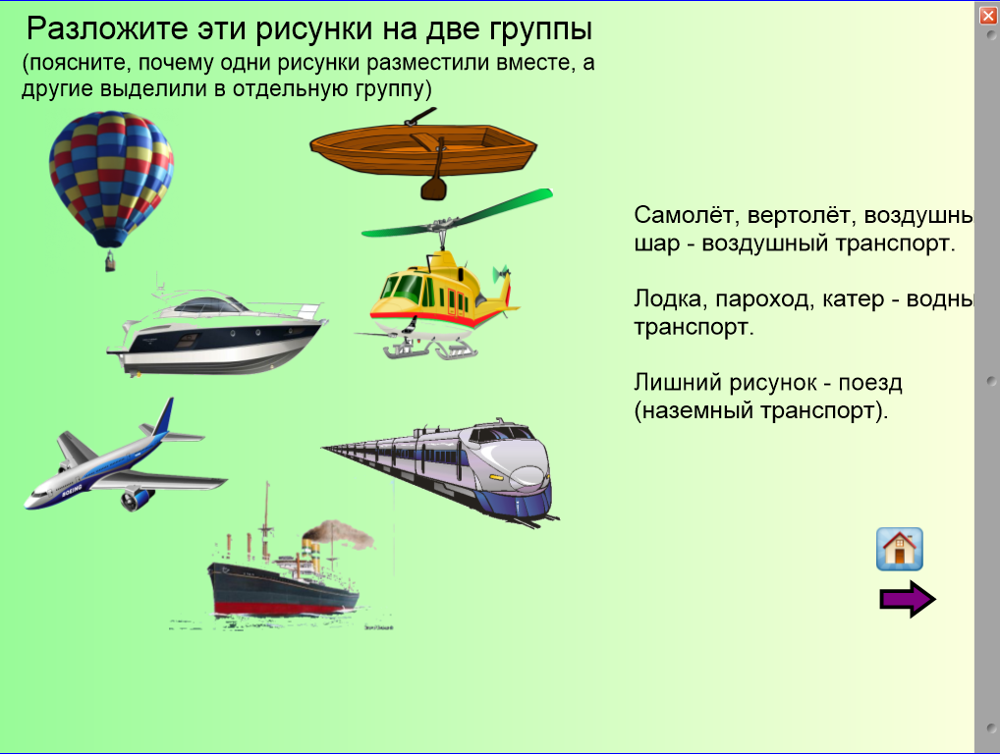 Разложите эти рисунки на две группы
(поясните, почему одни рисунки разместили вместе, а
другие выделили в отдельную группу)
Самолёт, вертолёт, воздушны
шар - воздушный транспорт.
Лодка, пароход, катер - водны
транспорт.
Лишний рисунок - поезд
(наземный транспорт).
BOEING